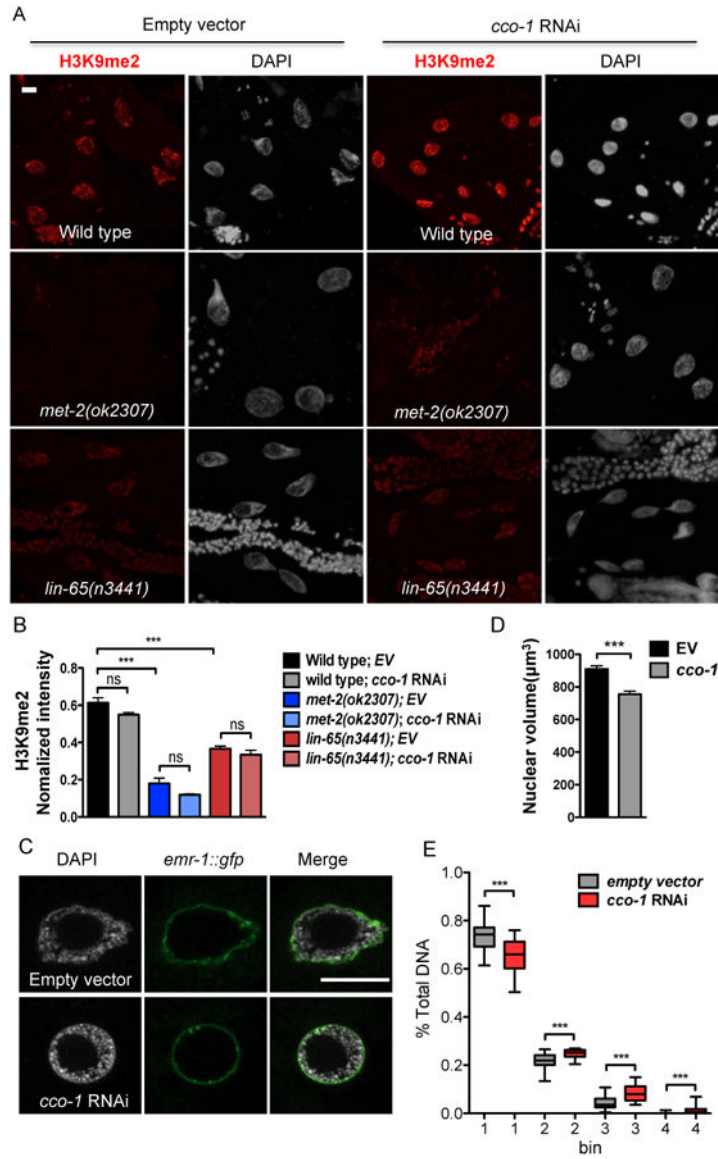 A
Empty vector
cco-1 RNAi
H3K9me2
DAPI
H3K9me2
DAPI
Wild type
Wild type
met-2(ok2307)
met-2(ok2307)
lin-65(n3441)
lin-65(n3441)
B
H3K9me2
Nomalized intensity
0.6
0.4
0.2
0.0
ns
***
***
ns
ns
Wild type; EV
wild type; cco-1 RNAi
met-2(ok2307); EV
met-2(ok2307); cco-1 RNAi
lin-65(n3441); EV
lin-65(n3441); cco-1 RNAi
D
Nuclear volume(μm³)
1000
800
600
400
200
0
***
EV
cco-1
C
DAPI
emr-1::gfp
Merge
Empty vector
cco-1 RNAi
E
% Total DNA
1.0
0.8
0.6
0.4
0.2
0.0
***
***
***
***
empty vector
cco-1 RNAi
1 1 2 2 3 3 4 4
bin